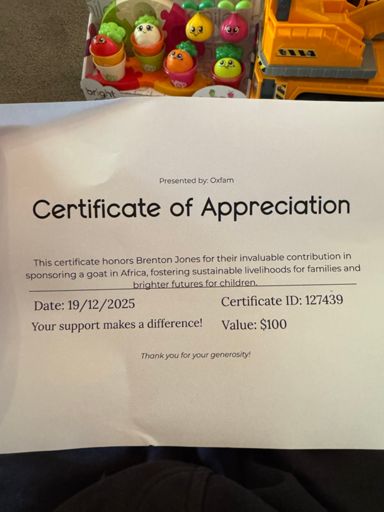 bright
Presented by: Oxfam
Certificate of Appreciation
This certificate honors Brenton Jones for their invaluable contribution in
sponsoring a goat in Africa, fostering sustainable livelihoods for families and
brighter futures for children.
Date: 19/12/2025
Certificate ID: 127439
Your support makes a difference!
Value: $100
Thank you for your generosity!